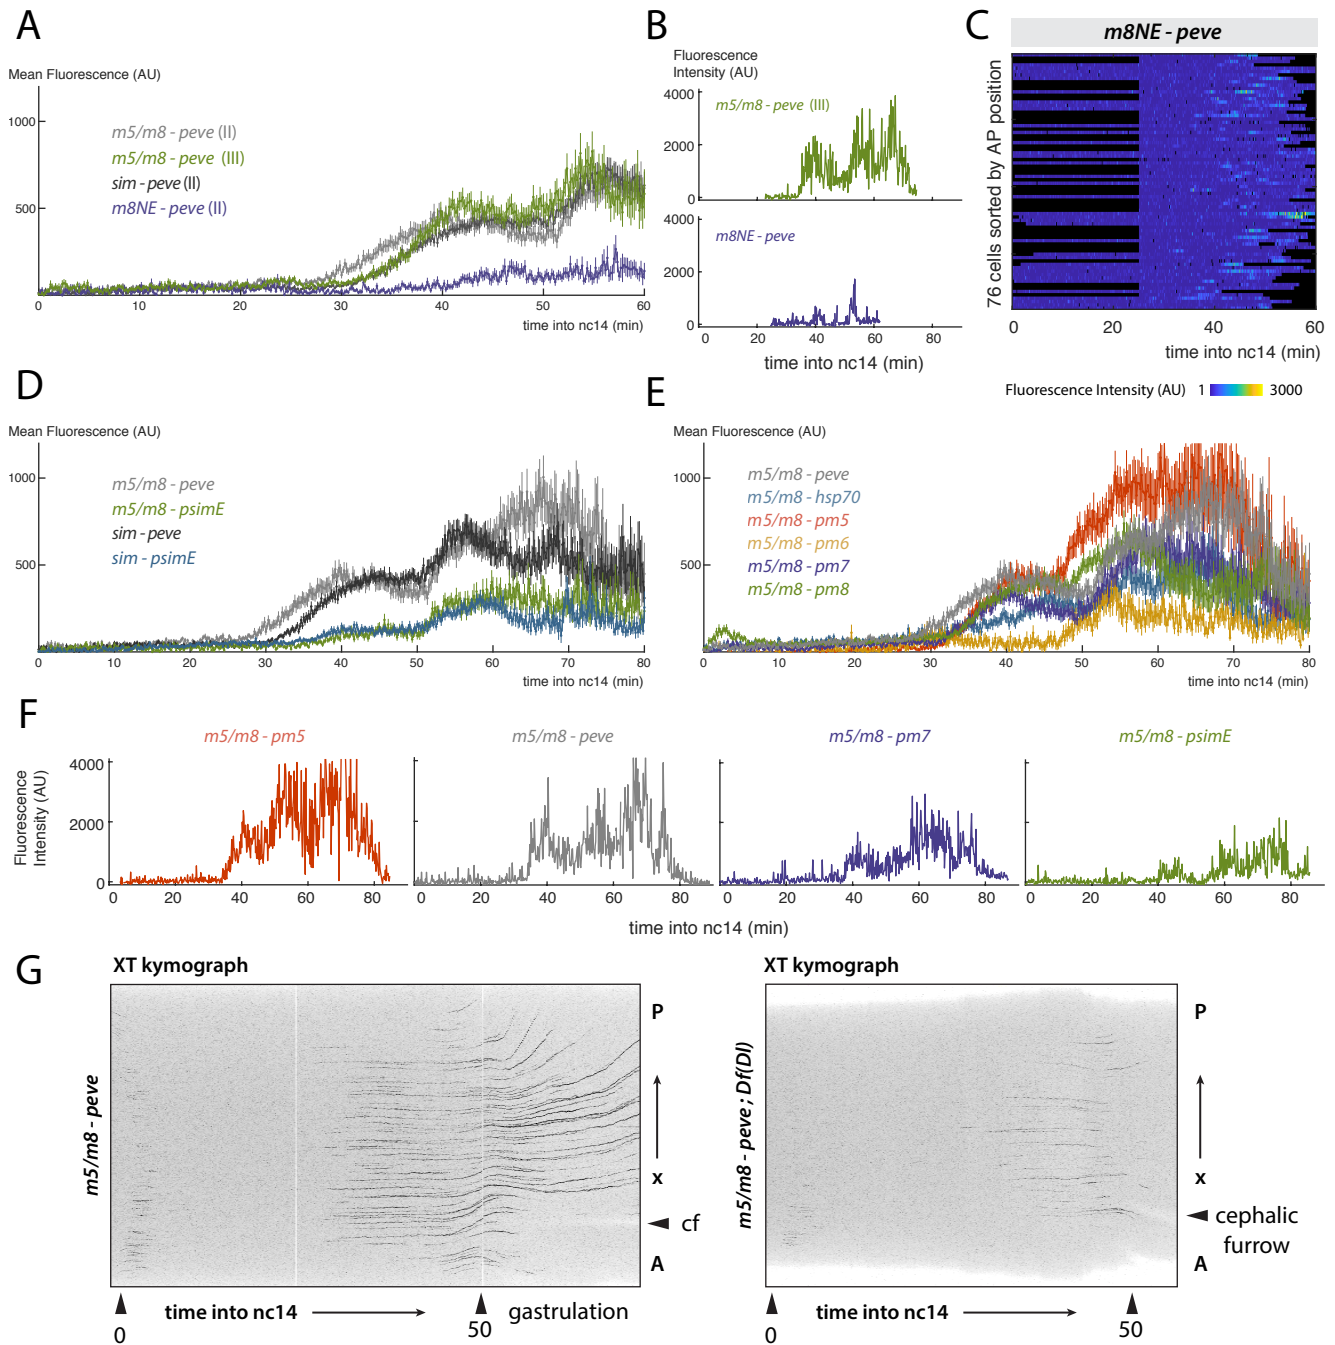 A
Mean Fluorescence (AU)
1000
500
m5/m8 - peve (II)
m5/m8 - peve (III)
sim - peve (II)
m8NE - peve (II)
0 10 20 30 40 50 60
time into nc14 (min)
B
Fluorescence
Intensity (AU)
4000
2000
0
m5/m8 - peve (III)
4000
2000
0
m8NE - peve
0 20 40 60 80
time into nc14 (min)
C
m8NE - peve
76 cells sorted by AP position
0 20 40 60
time into nc14 (min)
Fluorescence Intensity (AU) 1 3000
D
Mean Fluorescence (AU)
1000
500
m5/m8 - peve
m5/m8 - psimE
sim - peve
sim - psimE
0 10 20 30 40 50 60 70 80
time into nc14 (min)
E
Mean Fluorescence (AU)
1000
500
m5/m8 - peve
m5/m8 - hsp70
m5/m8 - pm5
m5/m8 - pm6
m5/m8 - pm7
m5/m8 - pm8
0 10 20 30 40 50 60 70 80
time into nc14 (min)
F
m5/m8 - pm5
m5/m8 - peve
m5/m8 - pm7
m5/m8 - psimE
Fluorescence
Intensity (AU)
4000
2000
0
0 20 40 60 80
0 20 40 60 80
0 20 40 60 80
0 20 40 60 80
time into nc14 (min)
G
XT kymograph
m5/m8 - peve
P
x
cf
A
0
time into nc14
50
gastrulation
XT kymograph
m5/m8 - peve ; Df(Dl)
P
x
cephalic
furrow
A
0
time into nc14
50